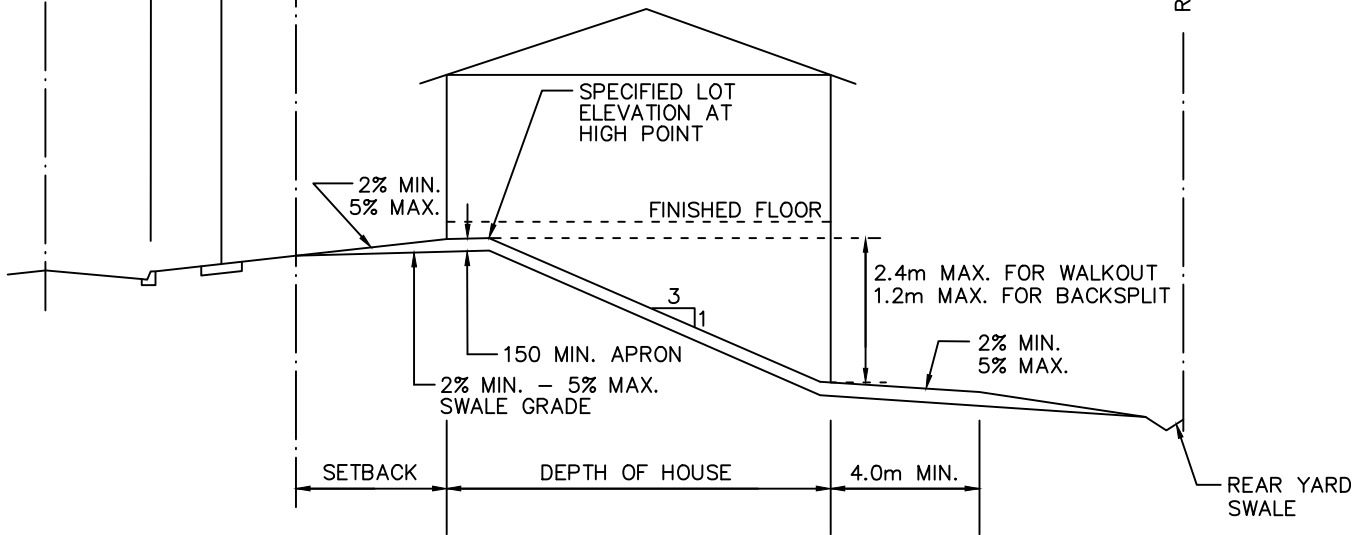 R
SPECIFIED LOT
ELEVATION AT
HIGH POINT
2% MIN.
5% MAX.
FINISHED FLOOR
2.4m MAX. FOR WALKOUT
1.2m MAX. FOR BACKSPLIT
3
1
2% MIN.
5% MAX.
150 MIN. APRON
2% MIN. – 5% MAX.
SWALE GRADE
SETBACK
DEPTH OF HOUSE
4.0m MIN.
REAR YARD
SWALE